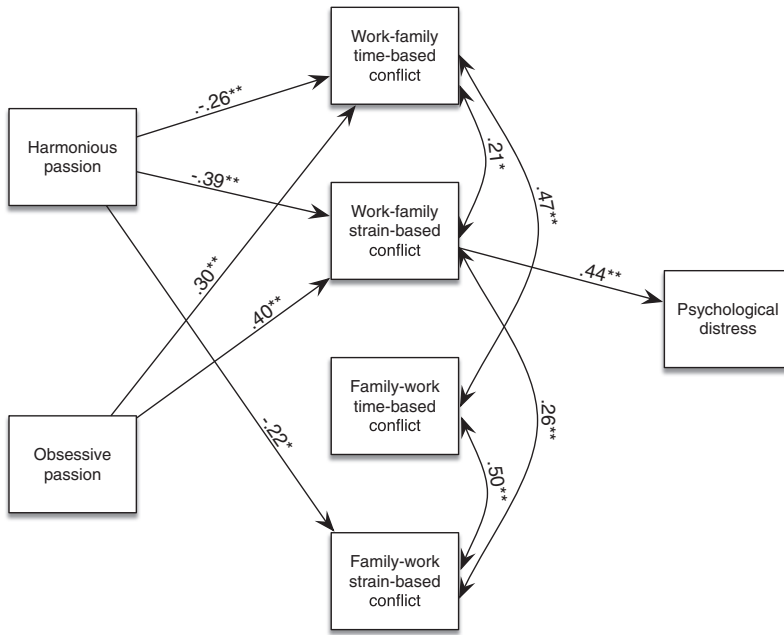 Work-family
time-based
conflict
.-.26**
Harmonious
passion
.21*
-.39**
.47**
Work-family
strain-based
conflict
.30**
.44**
.40**
Psychological
distress
Family-work
time-based
conflict
.26**
-.22*
Obsessive
passion
.50**
Family-work
strain-based
conflict